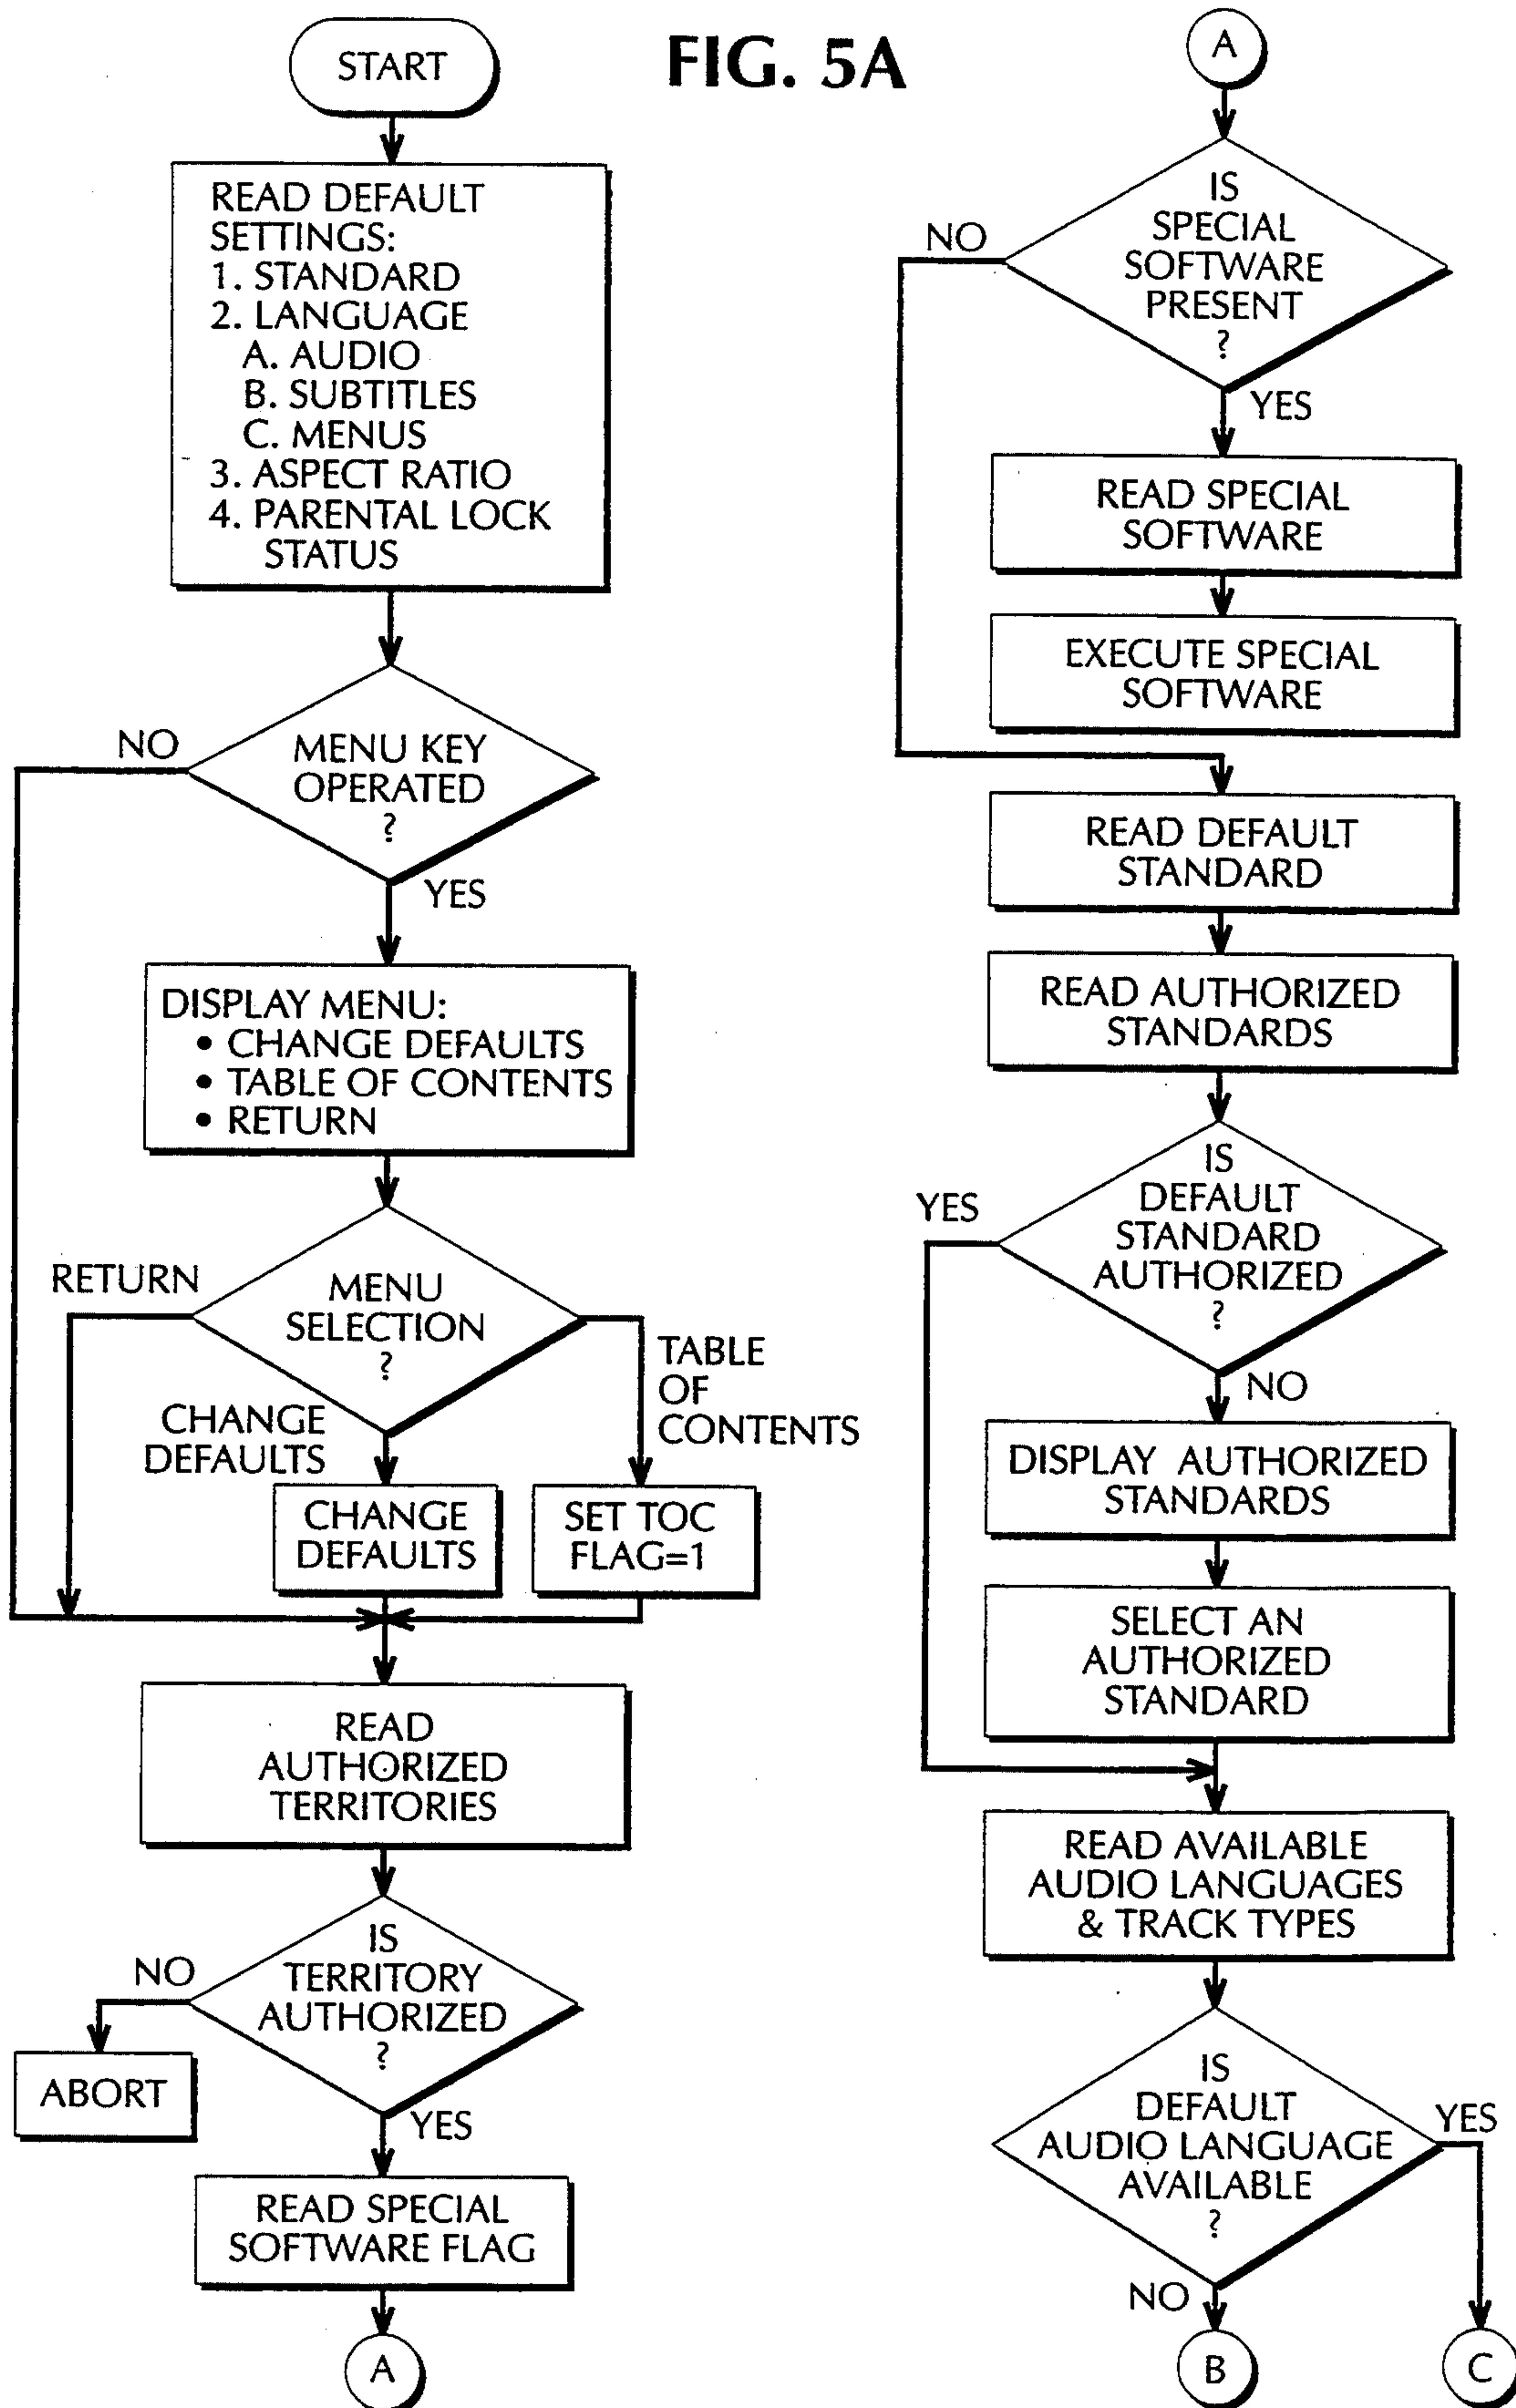 FIG. 5A
START
READ DEFAULT
SETTINGS:
1. STANDARD
2. LANGUAGE
A. AUDIO
B. SUBTITLES
C. MENUS
3. ASPECT RATIO
4. PARENTAL LOCK
STATUS
NO
MENU KEY
OPERATED
?
YES
DISPLAY MENU:
• CHANGE DEFAULTS
• TABLE OF CONTENTS
• RETURN
RETURN
MENU
SELECTION
?
TABLE
OF
CONTENTS
CHANGE
DEFAULTS
CHANGE
DEFAULTS
SET TOC
FLAG=1
READ
AUTHORIZED
TERRITORIES
NO
IS
TERRITORY
AUTHORIZED
?
ABORT
YES
READ SPECIAL
SOFTWARE FLAG
A
A
NO
IS
SPECIAL
SOFTWARE
PRESENT
?
YES
READ SPECIAL
SOFTWARE
EXECUTE SPECIAL
SOFTWARE
READ DEFAULT
STANDARD
READ AUTHORIZED
STANDARDS
YES
IS
DEFAULT
STANDARD
AUTHORIZED
?
NO
DISPLAY AUTHORIZED
STANDARDS
SELECT AN
AUTHORIZED
STANDARD
READ AVAILABLE
AUDIO LANGUAGES
& TRACK TYPES
IS
DEFAULT
AUDIO LANGUAGE
AVAILABLE
?
YES
NO
B
C